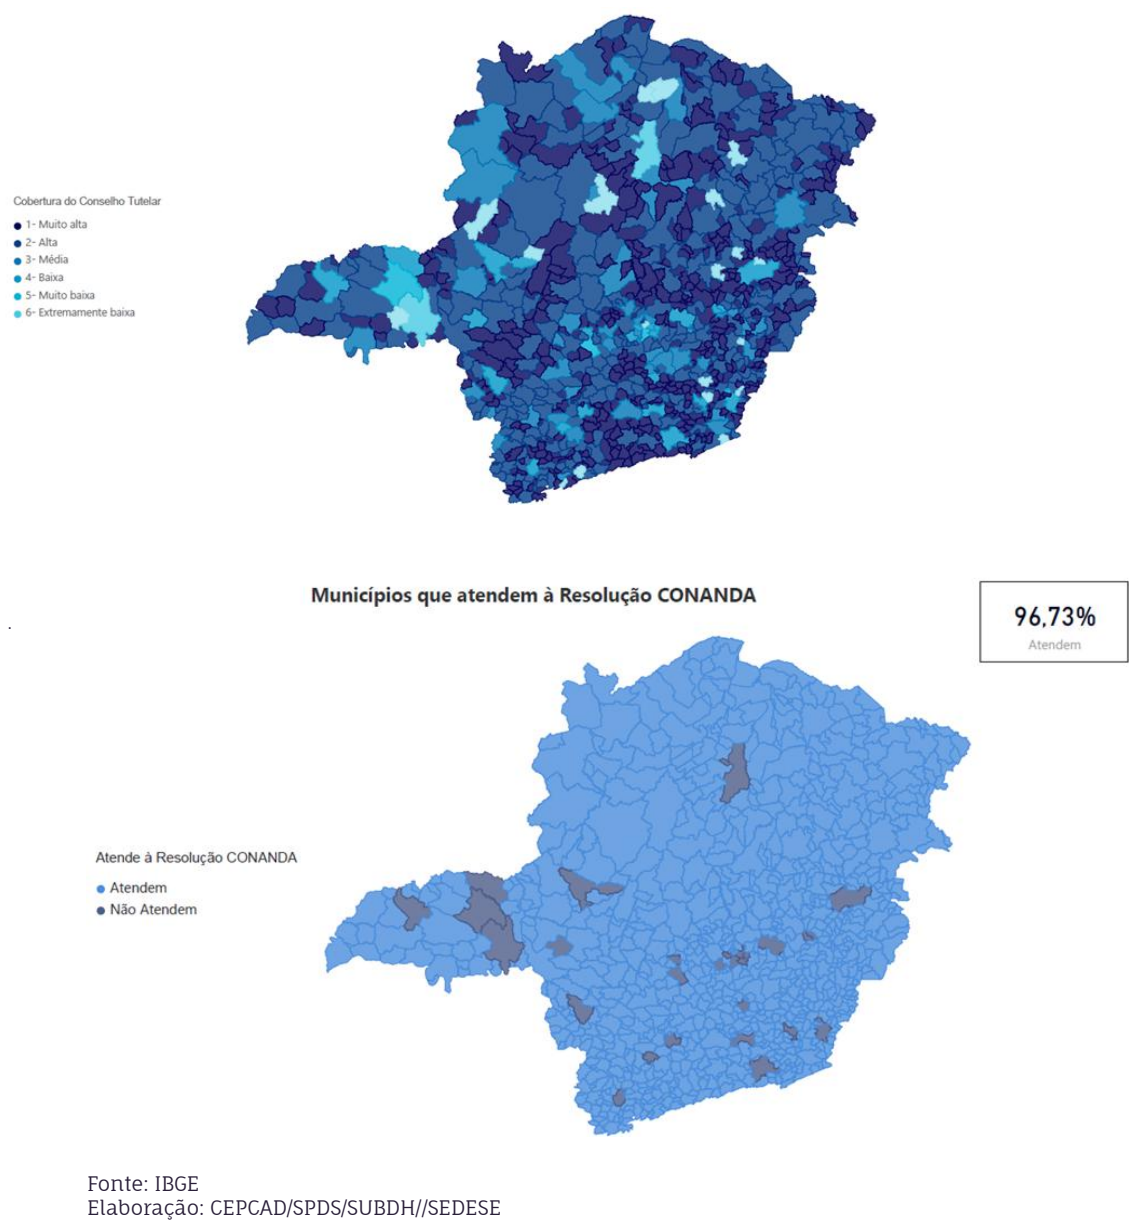 Cobertura do Conselho Tutelar
1- Muito alta
2- Alta
3- Média
4- Baixa
5- Muito baixa
6- Extremamente baixa
Municípios que atendem à Resolução CONANDA
96,73%
Atendem
.
Atende à Resolução CONANDA
Atendem
Não Atendem
Fonte: IBGE
Elaboração: CEPCAD/SPDS/SUBDH//SEDESE